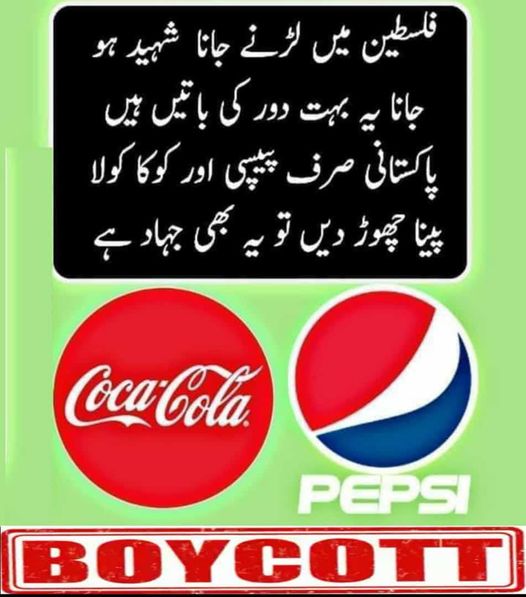 فلسطین میں لڑنے جانا شہید ہو
جانا یہ بہت دور کی باتیں ہیں
پاکستانی صرف پیپسی اور کوکا کولا
پینا چھوڑ دیں تو یہ بھی جہاد ہے
Coca-Cola
PEPSI
BOYCOTT